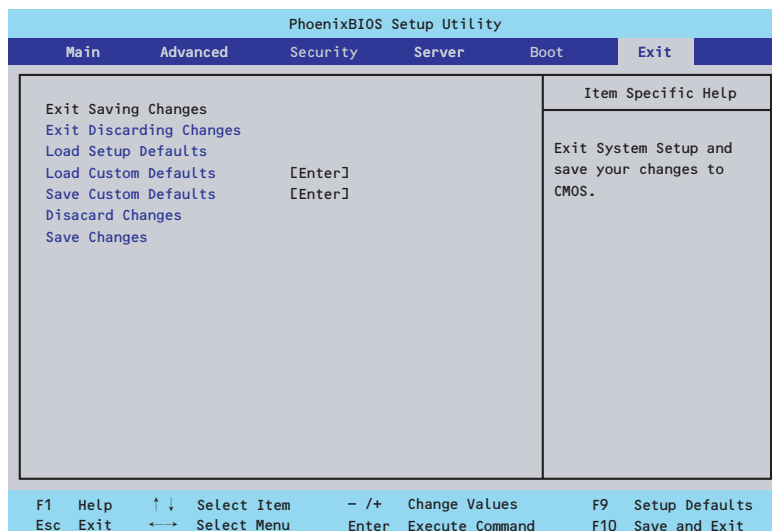 PhoenixBIOS Setup Utility
Main Advanced Security Server Boot Exit
Item Specific Help
Exit Saving Changes
Exit Discarding Changes
Load Setup Defaults
Load Custom Defaults [Enter]
Save Custom Defaults [Enter]
Disacard Changes
Save Changes
Exit System Setup and
save your changes to
CMOS.
F1 Help ↑↓ Select Item – /+ Change Values F9 Setup Defaults
Esc Exit ←→ Select Menu Enter Execute Command F10 Save and Exit